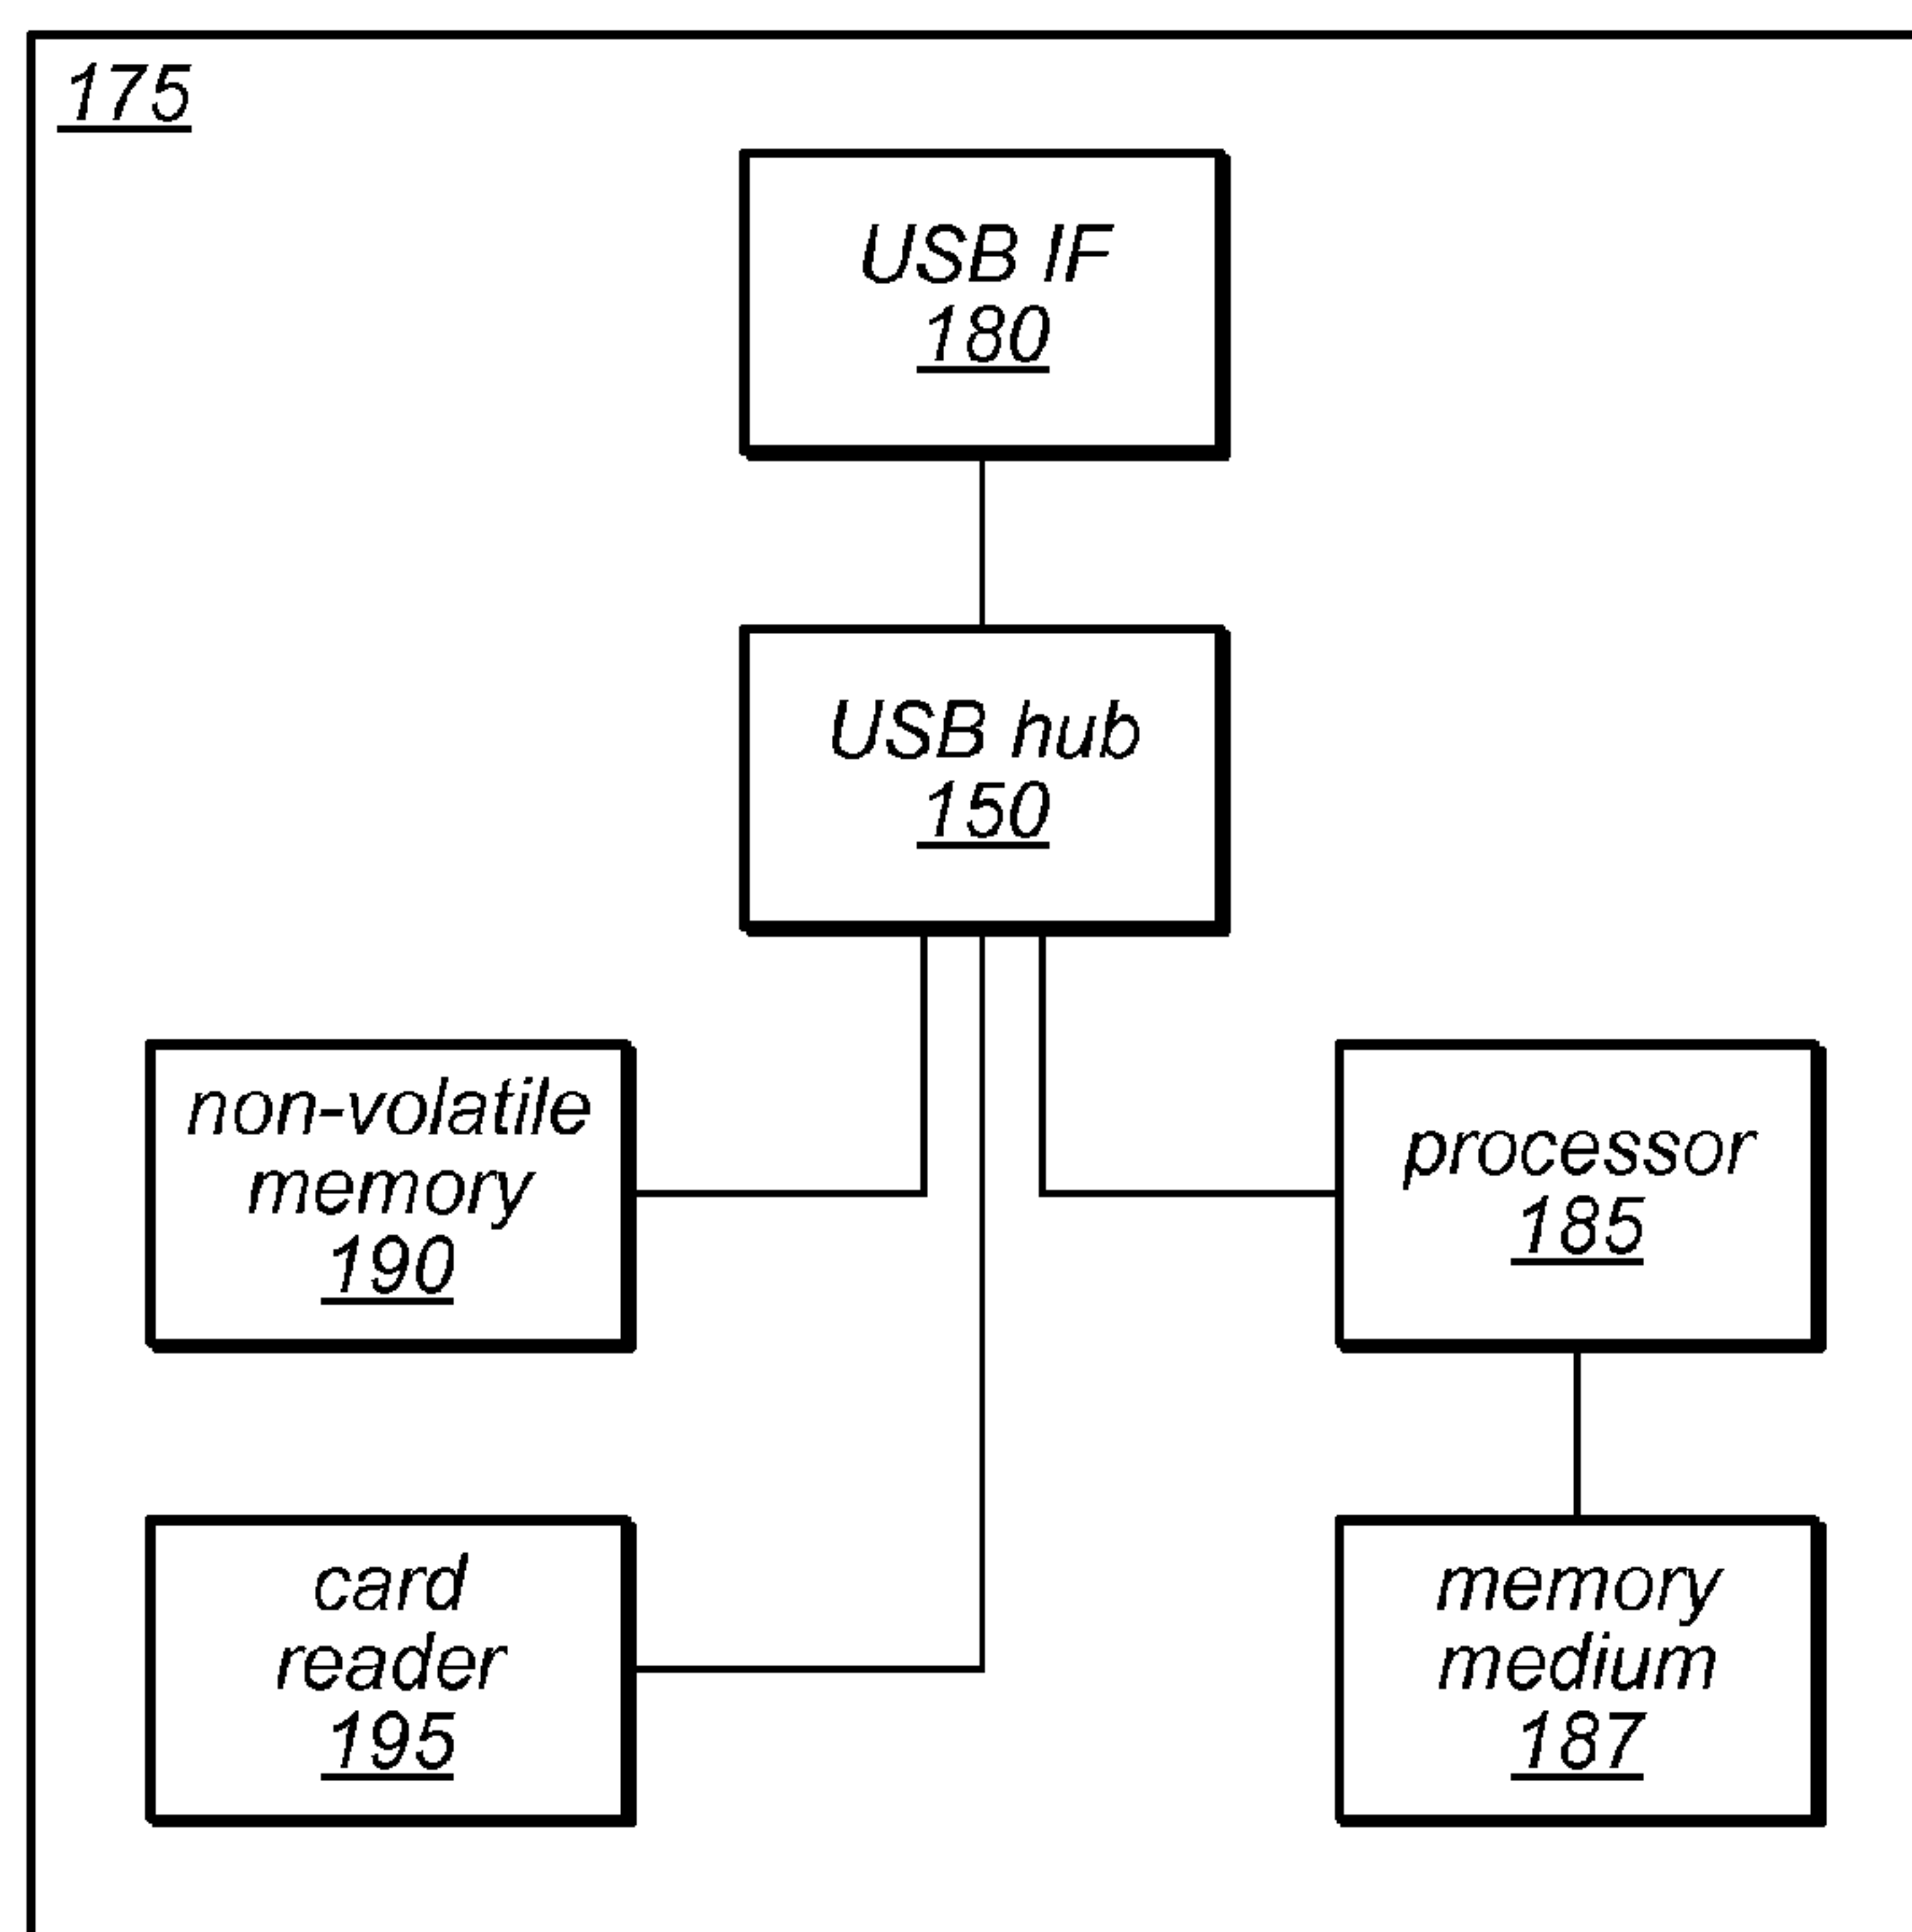 175
USB IF
180
USB hub
150
non-volatile
memory
190
processor
185
card
reader
195
memory
medium
187